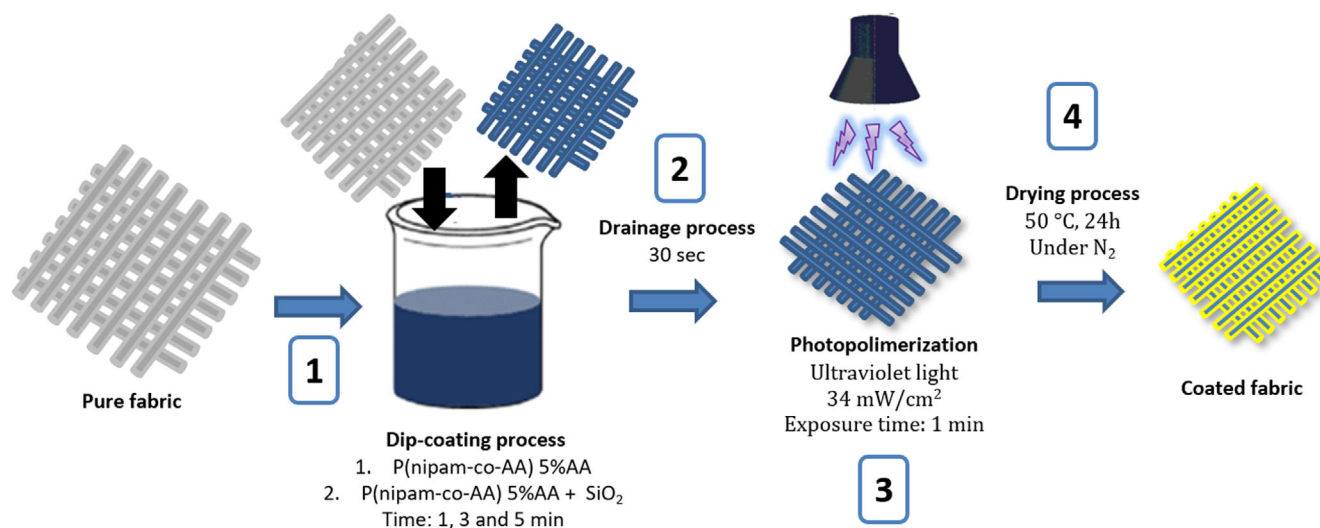 Pure fabric
1
Dip-coating process
1. P(nipam-co-AA) 5%AA
2. P(nipam-co-AA) 5%AA + SiO₂
Time: 1, 3 and 5 min
2
Drainage process
30 sec
Photopolimerization
Ultraviolet light
34 mW/cm²
Exposure time: 1 min
3
4
Drying process
50 °C, 24h
Under N₂
Coated fabric